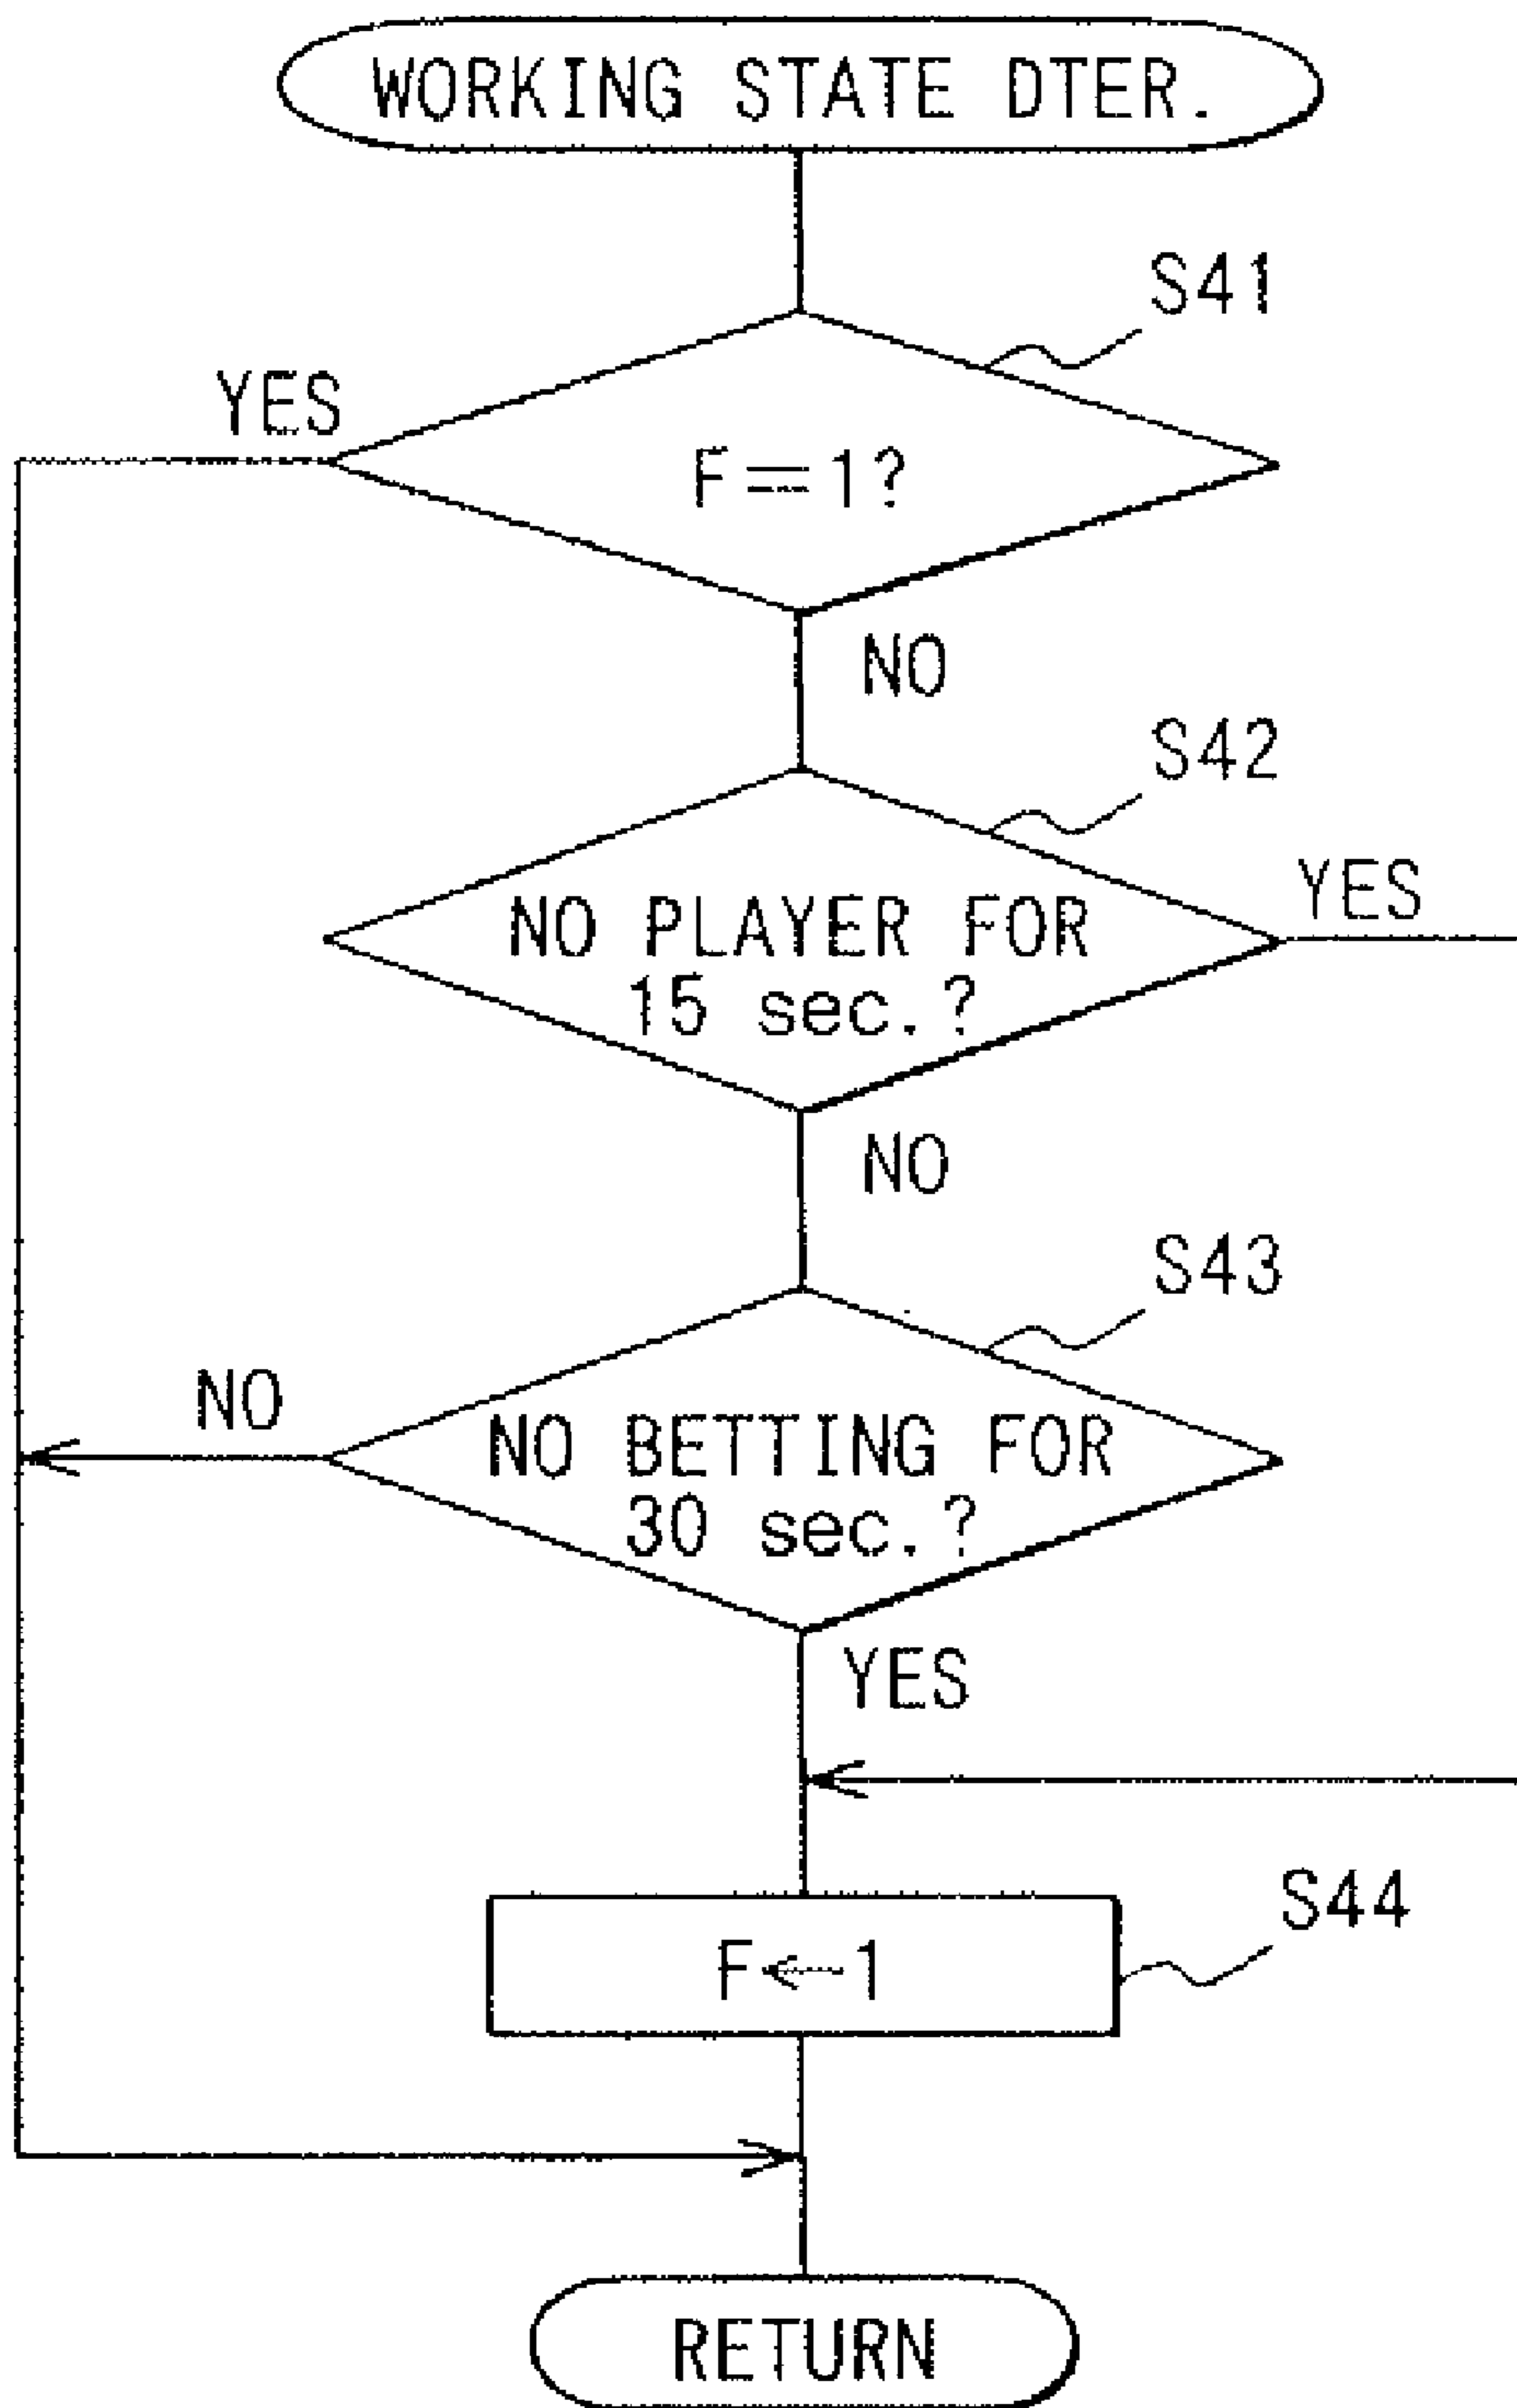 WORKING STATE DTER.
S41
YES
F==1?
NO
S42
YES
NO PLAYER FOR
15 sec.?
NO
S43
NO
NO BETTING FOR
30 sec.?
YES
S44
F←1
RETURN